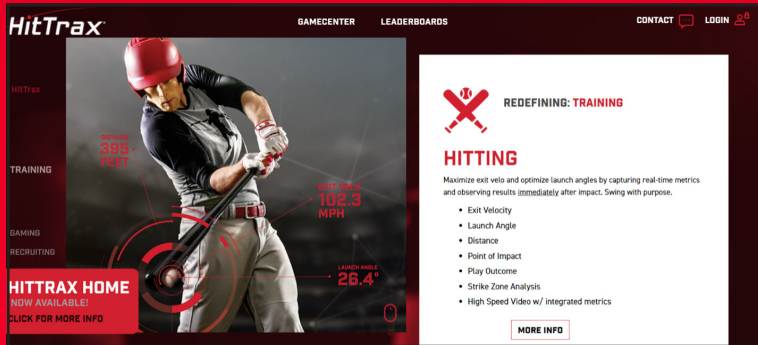 HitTrax
GAMECENTER
LEADERBOARDS
CONTACT
LOGIN
HitTrax
TRAINING
GAMING
RECRUITING
HITTRAX HOME
NOW AVAILABLE!
CLICK FOR MORE INFO
DISTANCE
395
FEET
EXIT VELO
102.3
MPH
LAUNCH ANGLE
26.4°
REDEFINING: TRAINING
HITTING
Maximize exit velo and optimize launch angles by capturing real-time metrics
and observing results immediately after impact. Swing with purpose.
• Exit Velocity
• Launch Angle
• Distance
• Point of Impact
• Play Outcome
• Strike Zone Analysis
• High Speed Video w/ integrated metrics
MORE INFO